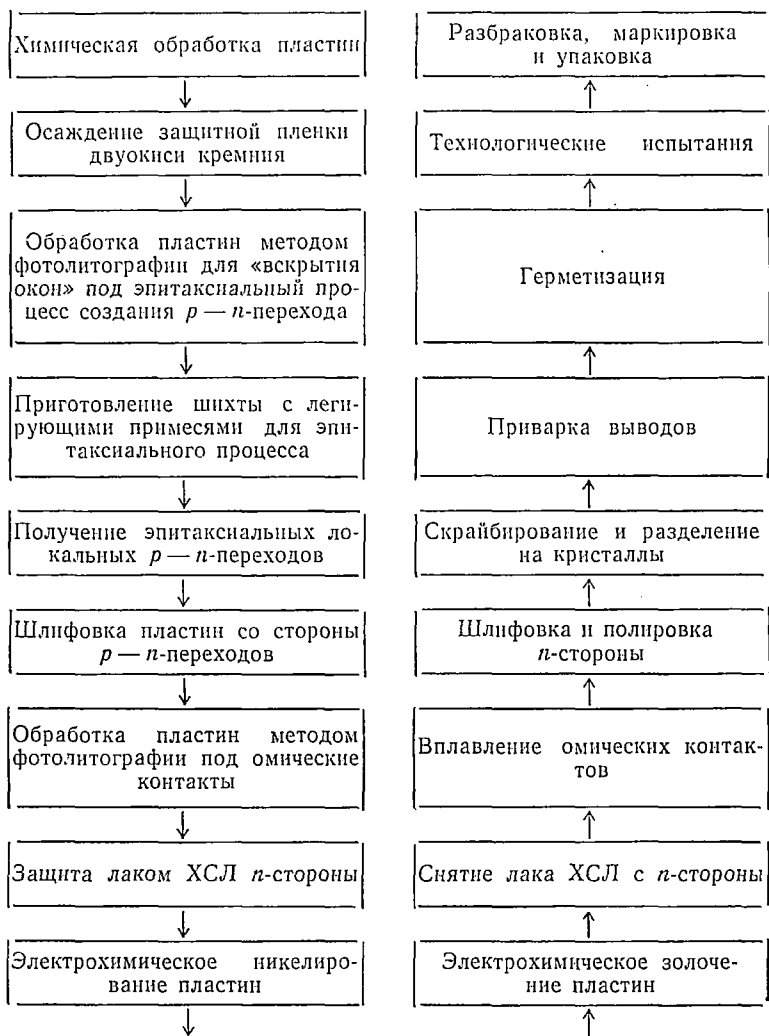 Химическая обработка пластин
Осаждение защитной пленки
двуокиси кремния
Обработка пластин методом
фотолитографии для «вскрытия
окон» под эпитаксиальный про-
цесс создания p — n-перехода
Приготовление шихты с леги-
рующими примесями для эпи-
таксиального процесса
Получение эпитаксиальных ло-
кальных p — n-переходов
Шлифовка пластин со стороны
p — n-переходов
Обработка пластин методом
фотолитографии под омические
контакты
Защита лаком ХСЛ n-стороны
Электрохимическое никелиро-
вание пластин
Разбраковка, маркировка
и упаковка
Технологические испытания
Герметизация
Приварка выводов
Скрайбирование и разделение
на кристаллы
Шлифовка и полировка
n-стороны
Вплавление омических контак-
тов
Снятие лака ХСЛ с n-стороны
Электрохимическое золоче-
ние пластин